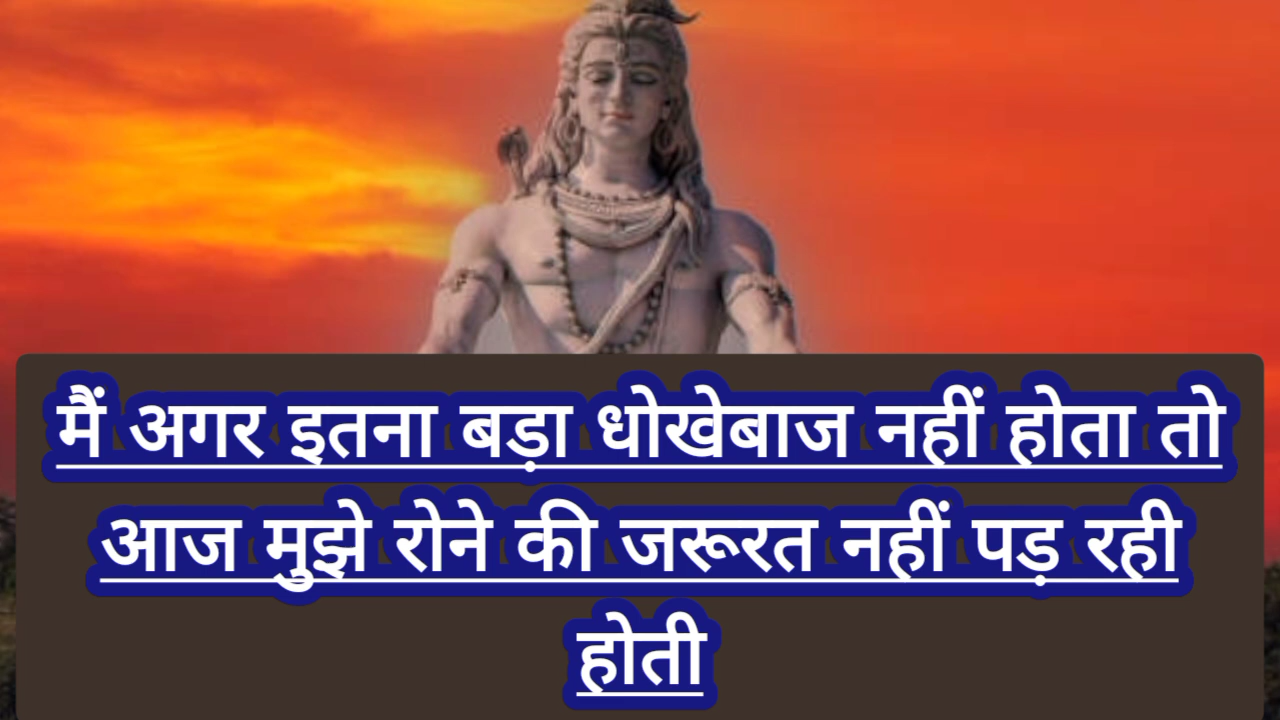 मैं अगर इतना बड़ा धोखेबाज नहीं होता तो
आज मुझे रोने की जरूरत नहीं पड़ रही
होती